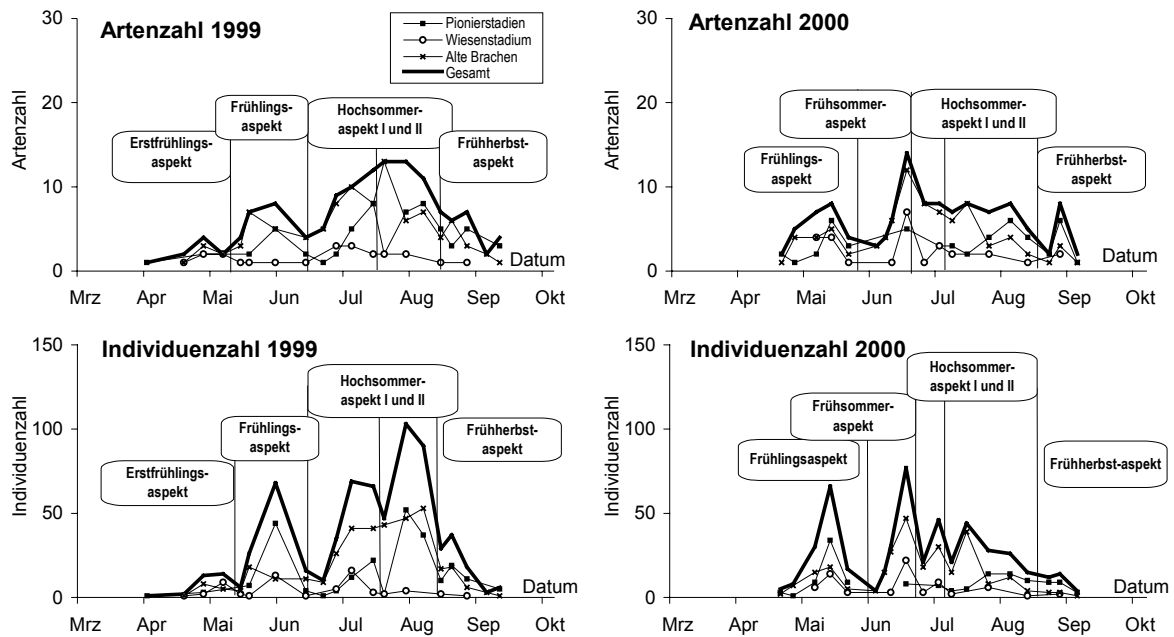 Artenzahl 1999
Pionierstadien
Wiesenstadium
Alte Brachen
Gesamt
Artenzahl
30
20
10
0
Erstfrühlings-
aspekt
Frühlings-
aspekt
Hochsommer-
aspekt I und II
Frühherbst-
aspekt
Datum
Mrz Apr Mai Jun Jul Aug Sep Okt
Artenzahl 2000
Artenzahl
30
20
10
0
Frühlings-
aspekt
Frühsommer-
aspekt
Hochsommer-
aspekt I und II
Frühherbst-
aspekt
Datum
Mrz Apr Mai Jun Jul Aug Sep Okt
Individuenzahl 1999
Individuenzahl
150
100
50
0
Erstfrühlings-
aspekt
Frühlings-
aspekt
Hochsommer-
aspekt I und II
Frühherbst-
aspekt
Datum
Mrz Apr Mai Jun Jul Aug Sep Okt
Individuenzahl 2000
Individuenzahl
150
100
50
0
Frühlingsaspekt
Frühsommer-
aspekt
Hochsommer-
aspekt I und II
Frühherbst-aspekt
Datum
Mrz Apr Mai Jun Jul Aug Sep Okt